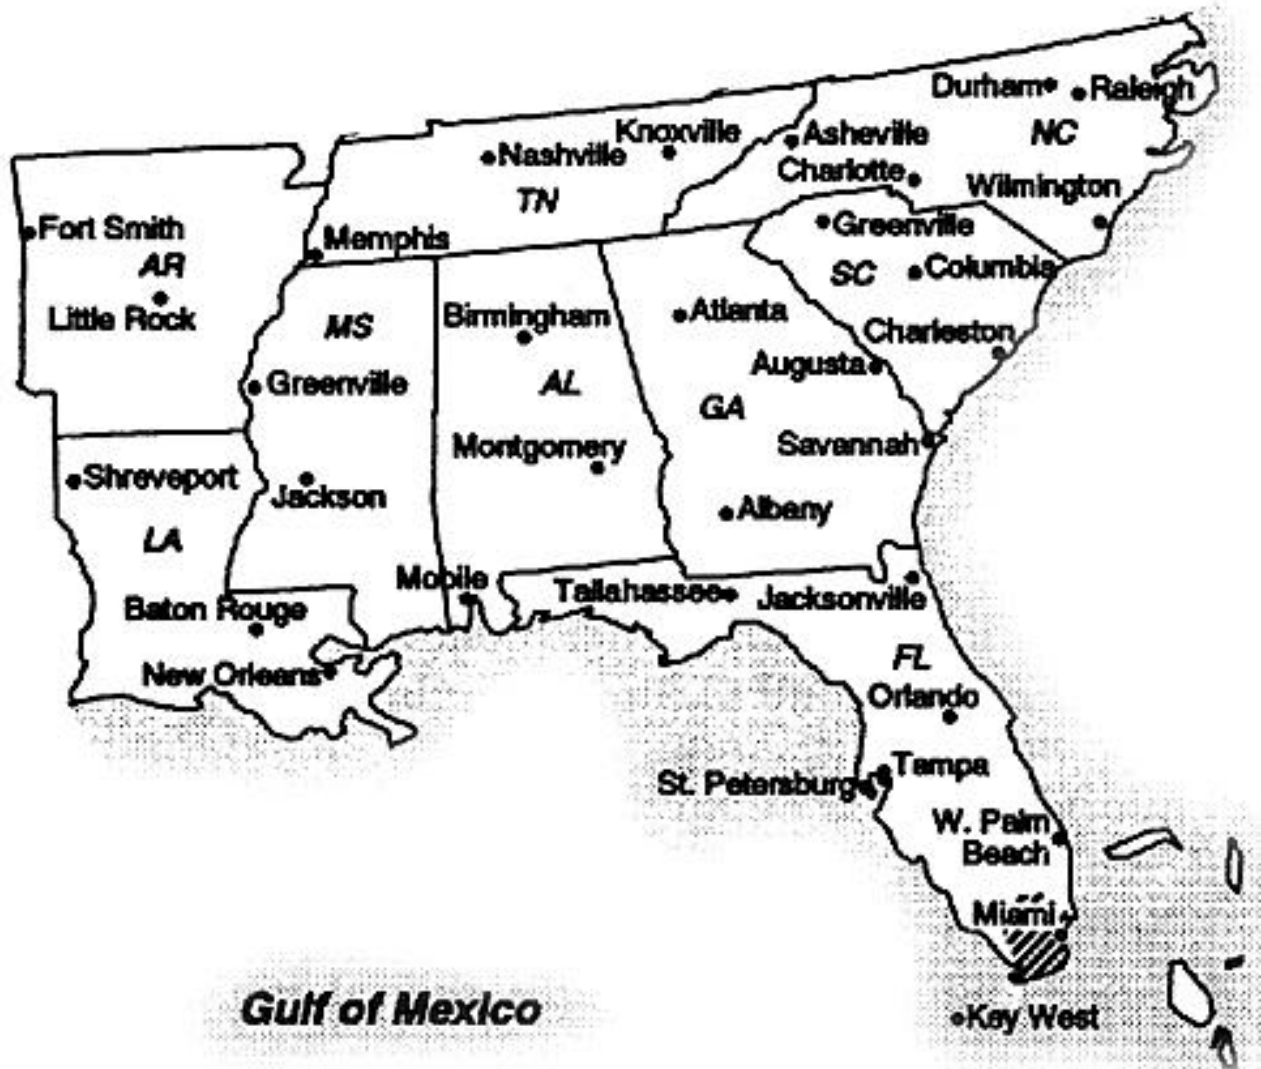 Durham
Raleigh
Knoxville
Asheville
NC
Nashville
Charlotte
Wilmington
TN
Fort Smith
Memphis
Greenville
AR
SC
Columbia
Little Rock
MS
Birmingham
Atlanta
Charleston
Augusta
Greenville
AL
GA
Montgomery
Savannah
Shreveport
Jackson
Albany
LA
Mobile
Tallahassee
Jacksonville
Baton Rouge
FL
New Orleans
Orlando
Tampa
St. Petersburg
W. Palm
Beach
Miami
Gulf of Mexico
Key West